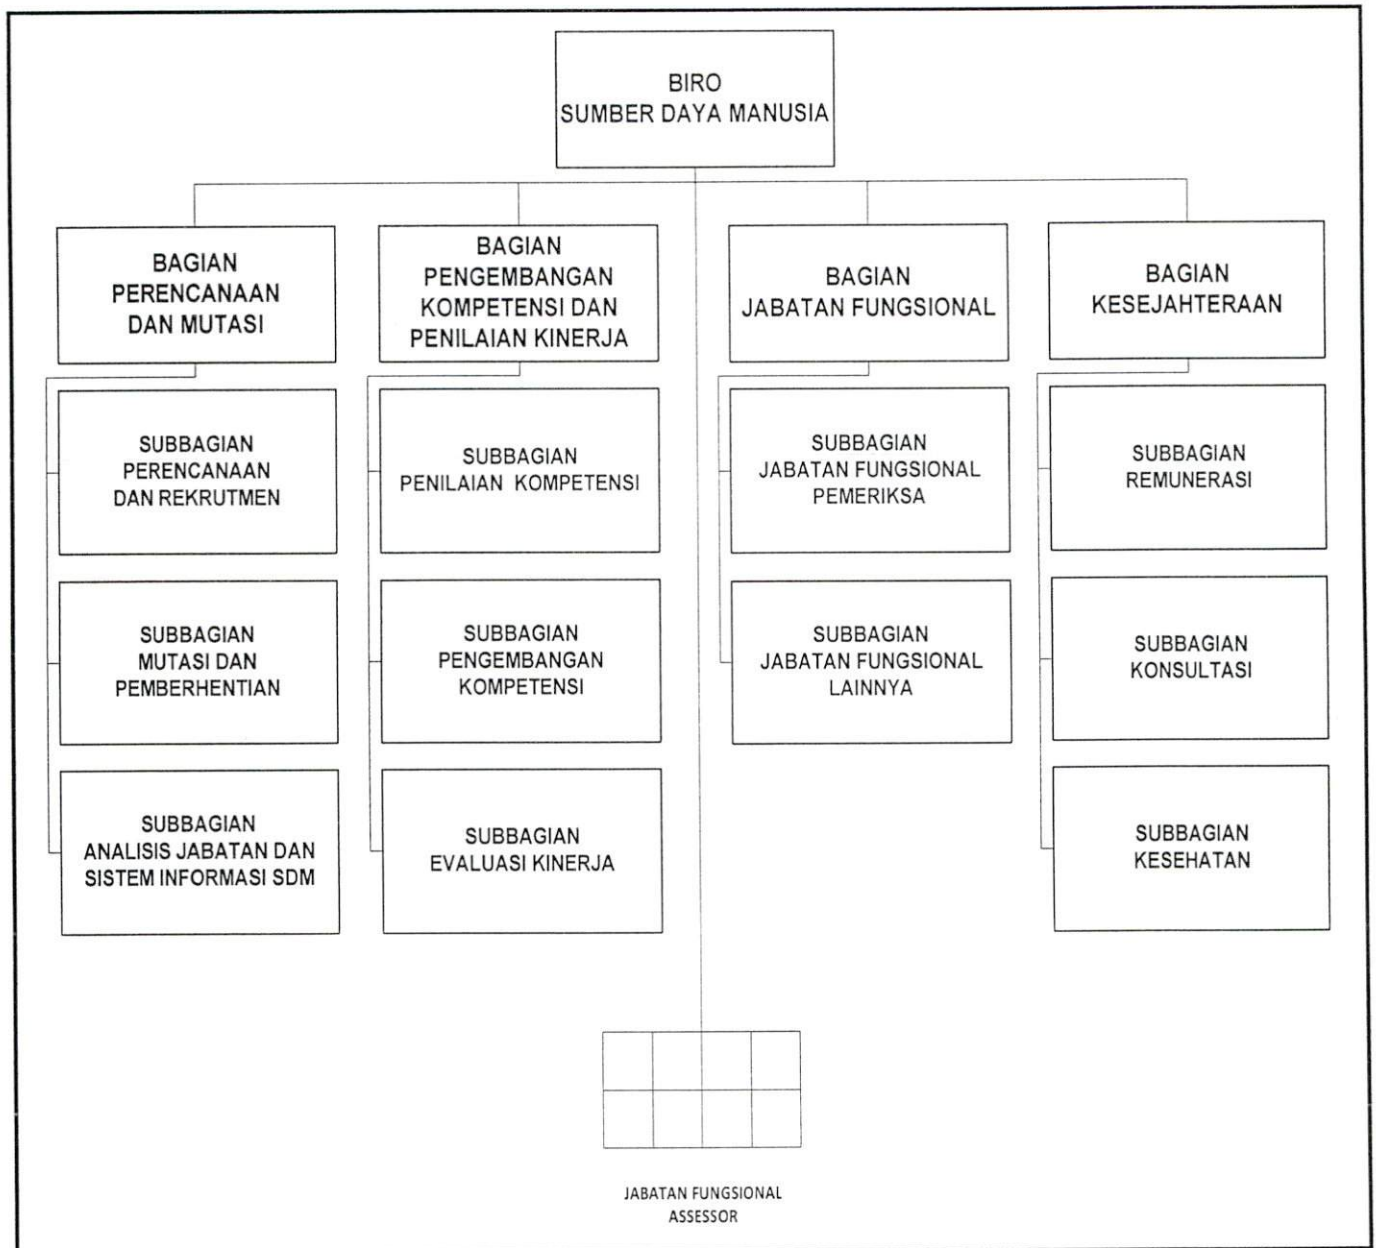 BIRO
SUMBER DAYA MANUSIA
BAGIAN
PERENCANAAN
DAN MUTASI
BAGIAN
PENGEMBANGAN
KOMPETENSI DAN
PENILAIAN KINERJA
BAGIAN
JABATAN FUNGSIONAL
BAGIAN
KESEJAHTERAAN
SUBBAGIAN
PERENCANAAN
DAN REKRUTMEN
SUBBAGIAN
PENILAIAN KOMPETENSI
SUBBAGIAN
JABATAN FUNGSIONAL
PEMERIKSA
SUBBAGIAN
REMUNERASI
SUBBAGIAN
MUTASI DAN
PEMBERHENTIAN
SUBBAGIAN
PENGEMBANGAN
KOMPETENSI
SUBBAGIAN
JABATAN FUNGSIONAL
LAINNYA
SUBBAGIAN
KONSULTASI
SUBBAGIAN
ANALISIS JABATAN DAN
SISTEM INFORMASI SDM
SUBBAGIAN
EVALUASI KINERJA
SUBBAGIAN
KESEHATAN
JABATAN FUNGSIONAL
ASSESSOR